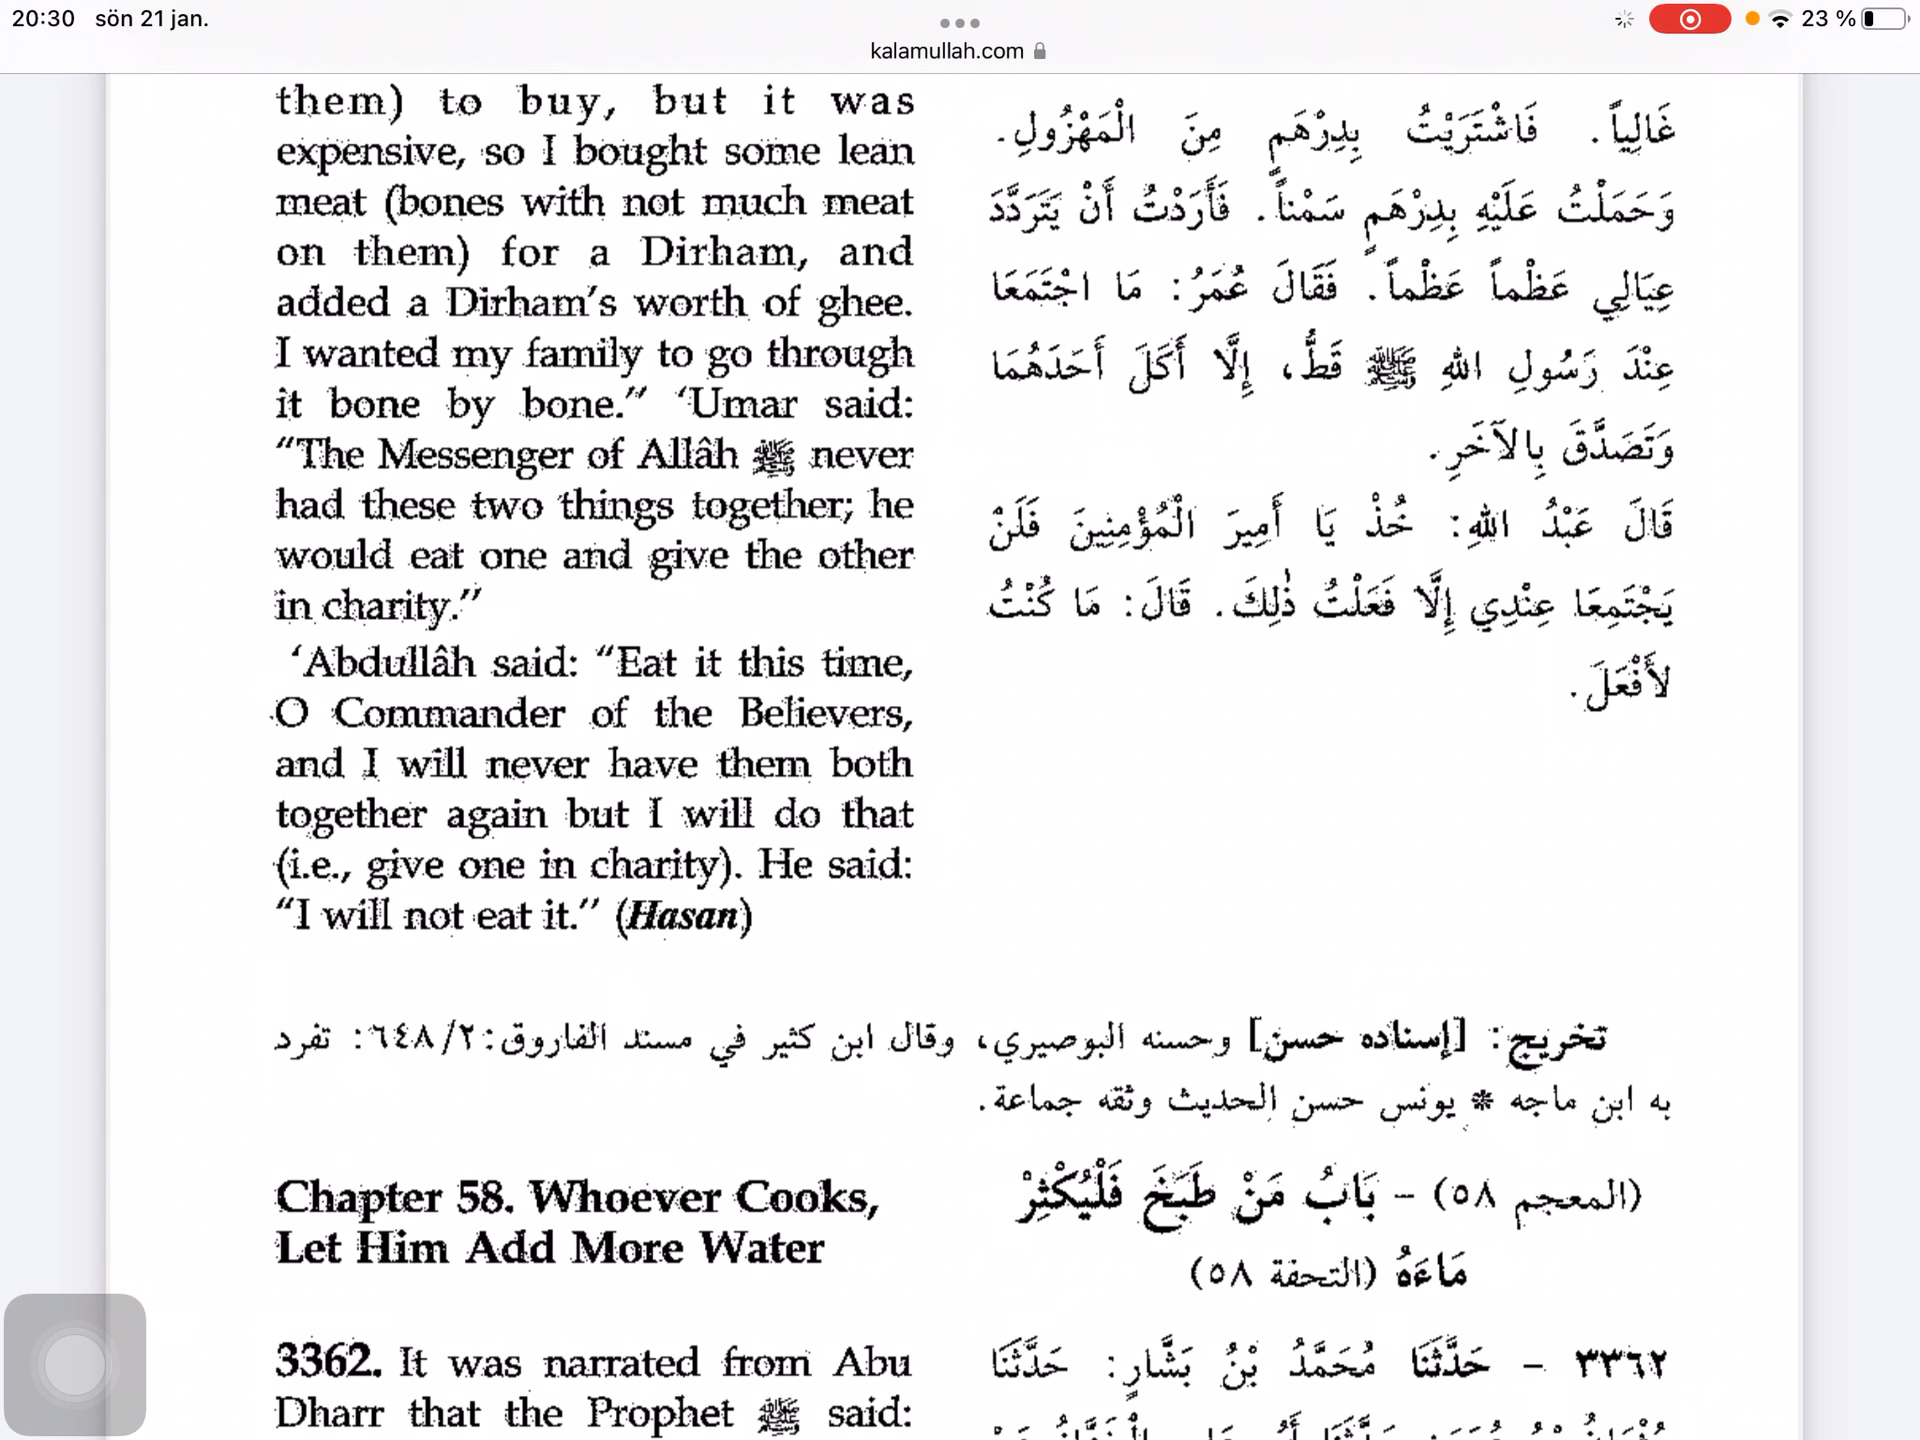 20:30 sön 21 jan.
23 %
kalamullah.com
them) to buy, but it was
expensive, so I bought some lean
meat (bones with not much meat
on them) for a Dirham, and
added a Dirham's worth of ghee.
I wanted my family to go through
it bone by bone.” ‘Umar said:
“The Messenger of Allâh ﷺ never
had these two things together; he
would eat one and give the other
in charity.”
‘Abdullâh said: “Eat it this time,
O Commander of the Believers,
and I will never have them both
together again but I will do that
(i.e., give one in charity). He said:
“I will not eat it.” (Hasan)
غَالِياً. فَاشْتَرَيْتُ بِدِرْهَمٍ مِنَ الْمَهْزُولِ.
وَحَمَلْتُ عَلَيْهِ بِدِرْهَمٍ سَمْناً. فَأَرَدْتُ أَنْ يَتَرَدَّدَ
عِيَالِي عَظْماً عَظْماً. فَقَالَ عُمَرُ: مَا اجْتَمَعَا
عِنْدَ رَسُولِ اللهِ ﷺ قَطُّ، إِلَّا أَكَلَ أَحَدَهُمَا
وَتَصَدَّقَ بِالآخَرِ.
قَالَ عَبْدُ اللهِ: خُذْ يَا أَمِيرَ الْمُؤْمِنِينَ فَلَنْ
يَجْتَمِعَا عِنْدِي إِلَّا فَعَلْتُ ذٰلِكَ. قَالَ: مَا كُنْتُ
لأَفْعَلَ.
تخريج: [إسناده حسن] وحسنه البوصيري، وقال ابن كثير في مسند الفاروق:٢/ ٦٤٨: تفرد
به ابن ماجه * يونس حسن الحديث وثقه جماعة.
Chapter 58. Whoever Cooks,
Let Him Add More Water
(المعجم ٥٨) – بَابُ مَنْ طَبَخَ فَلْيُكْثِرْ
مَاءَهُ (التحفة ٥٨)
3362. It was narrated from Abu
Dharr that the Prophet ﷺ said:
٣٣٦٢ – حَدَّثَنَا مُحَمَّدُ بْنُ بَشَّارٍ: حَدَّثَنَا